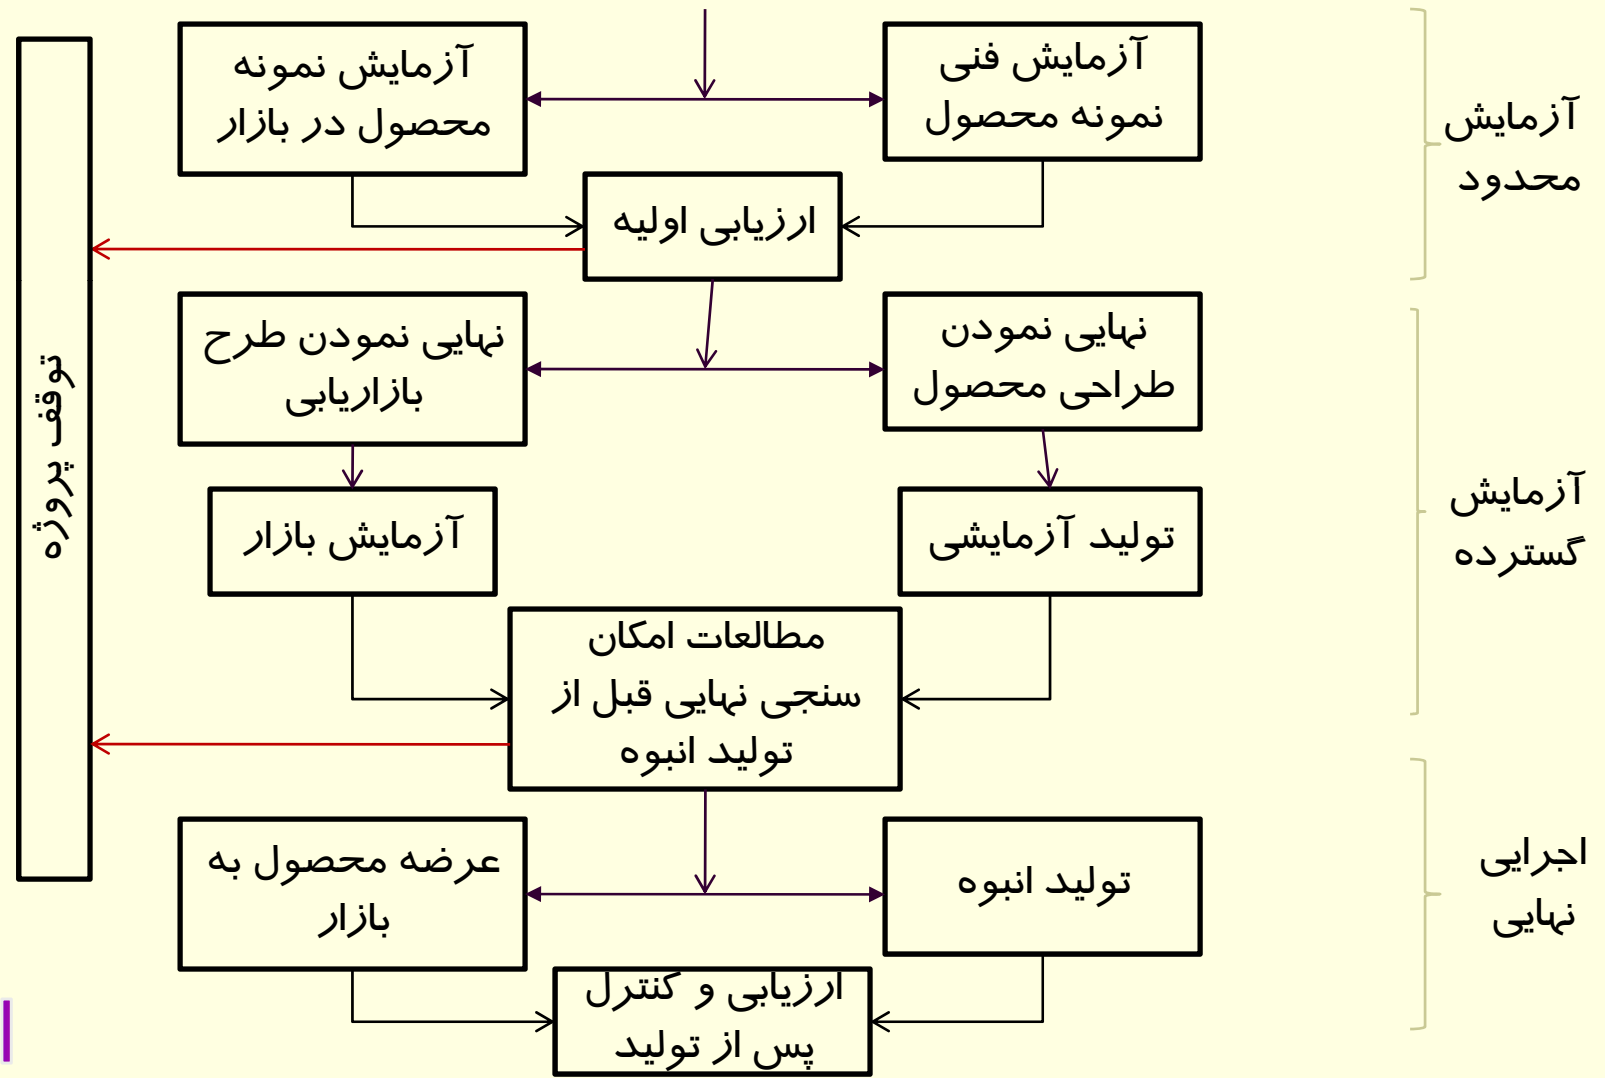 آزمایش
محدود
آزمایش فنی
نمونه محصول
آزمایش نمونه
محصول در بازار
ارزیابی اولیه
آزمایش
گسترده
نهایی نمودن
طراحی محصول
نهایی نمودن طرح
بازاریابی
تولید آزمایشی
آزمایش بازار
مطالعات امکان
سنجی نهایی قبل از
تولید انبوه
اجرایی
نهایی
تولید انبوه
عرضه محصول به
بازار
ارزیابی و کنترل
پس از تولید
توقف پروژه